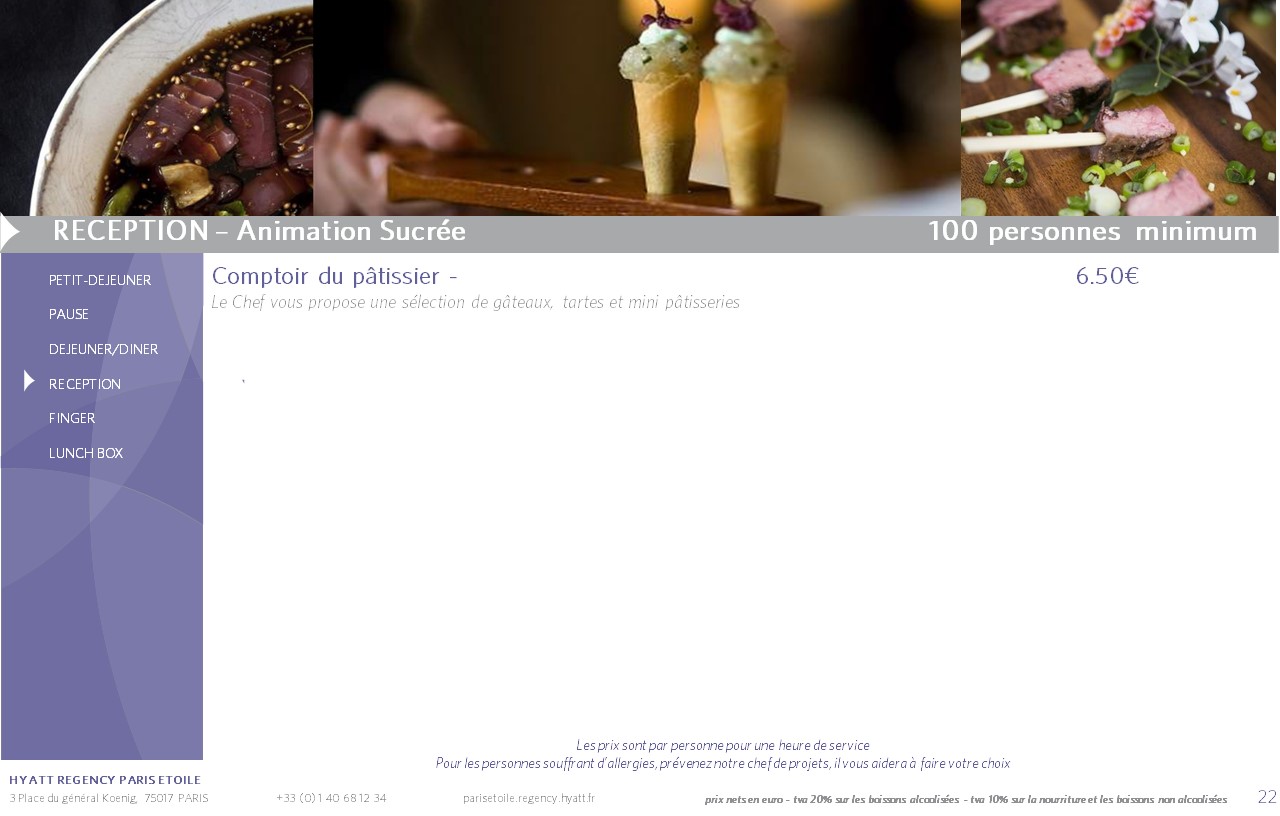 RECEPTION – Animation Sucrée
100 personnes minimum
PETIT-DEJEUNER
PAUSE
DEJEUNER/DINER
RECEPTION
FINGER
LUNCH BOX
Comptoir du pâtissier -
6.50€
Le Chef vous propose une sélection de gâteaux, tartes et mini pâtisseries
Les prix sont par personne pour une heure de service
Pour les personnes souffrant d'allergies, prévenez notre chef de projets, il vous aidera à faire votre choix
HYATT REGENCY PARIS ETOILE
3 Place du général Koenig, 75017 PARIS
+33 (0) 1 40 68 12 34
parisetoile.regency.hyatt.fr
prix nets en euro - tva 20% sur les boissons alcoolisées - tva 10% sur la nourriture et les boissons non alcoolisées
22